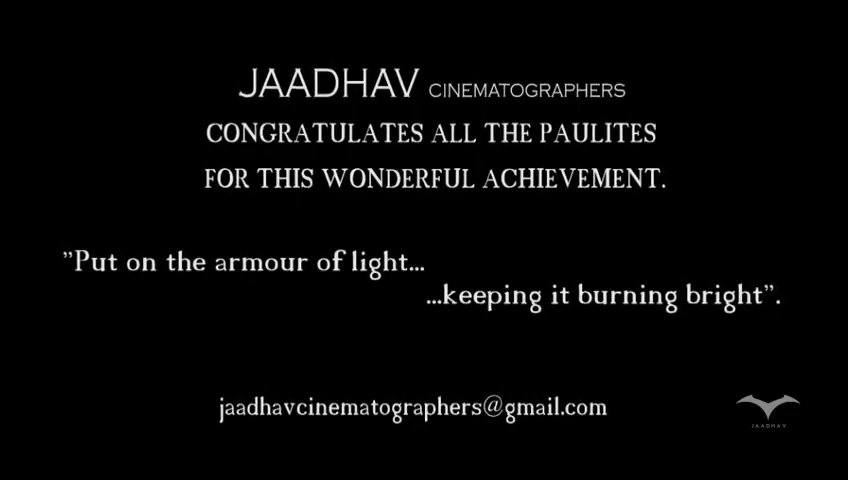 JAADHAV CINEMATOGRAPHERS
CONGRATULATES ALL THE PAULITES
FOR THIS WONDERFUL ACHIEVEMENT.
”Put on the armour of light...
...keeping it burning bright”.
jaadhavcinematographers@gmail.com
JAADHAV